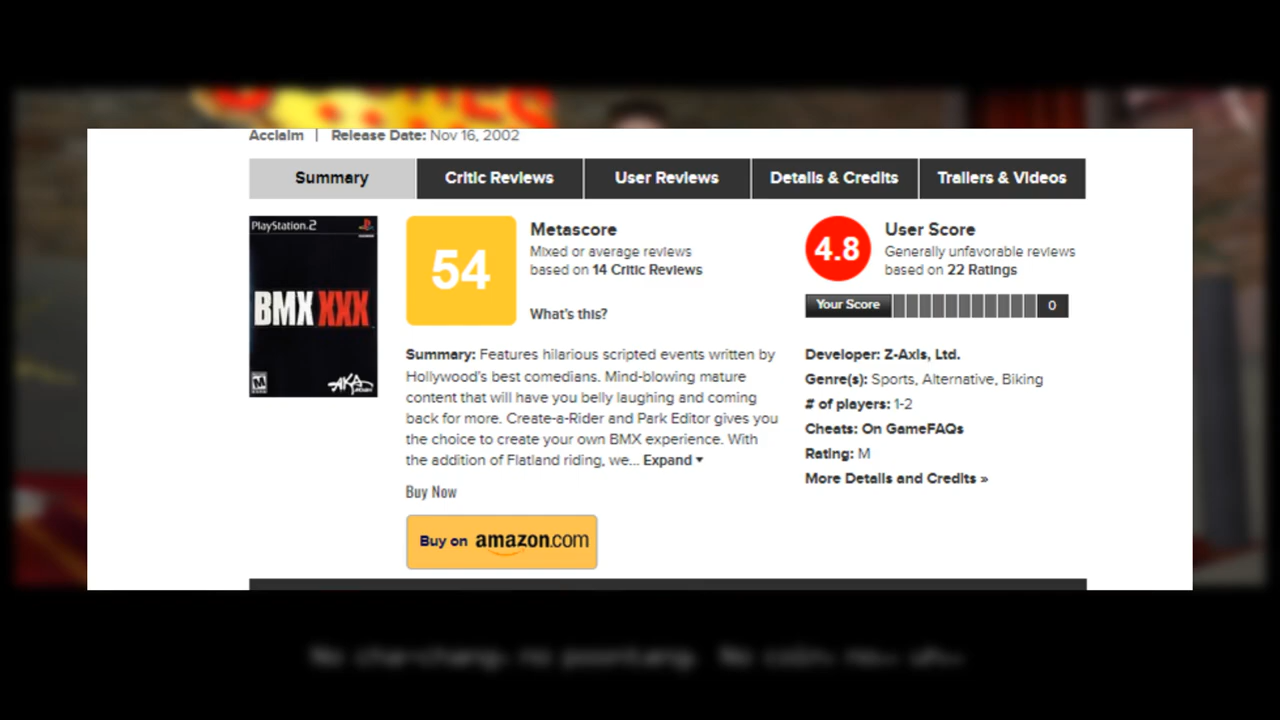 Acclaim | Release Date: Nov 16, 2002
Summary
Critic Reviews
User Reviews
Details & Credits
Trailers & Videos
PlayStation.2
BMX XXX
M
AKA
54
Metascore
Mixed or average reviews
based on 14 Critic Reviews
What's this?
4.8
User Score
Generally unfavorable reviews
based on 22 Ratings
Your Score
0
Summary: Features hilarious scripted events written by
Hollywood's best comedians. Mind-blowing mature
content that will have you belly laughing and coming
back for more. Create-a-Rider and Park Editor gives you
the choice to create your own BMX experience. With
the addition of Flatland riding, we... Expand
Buy Now
Buy on amazon.com
Developer: Z-Axis, Ltd.
Genre(s): Sports, Alternative, Biking
# of players: 1-2
Cheats: On GameFAQs
Rating: M
More Details and Credits »